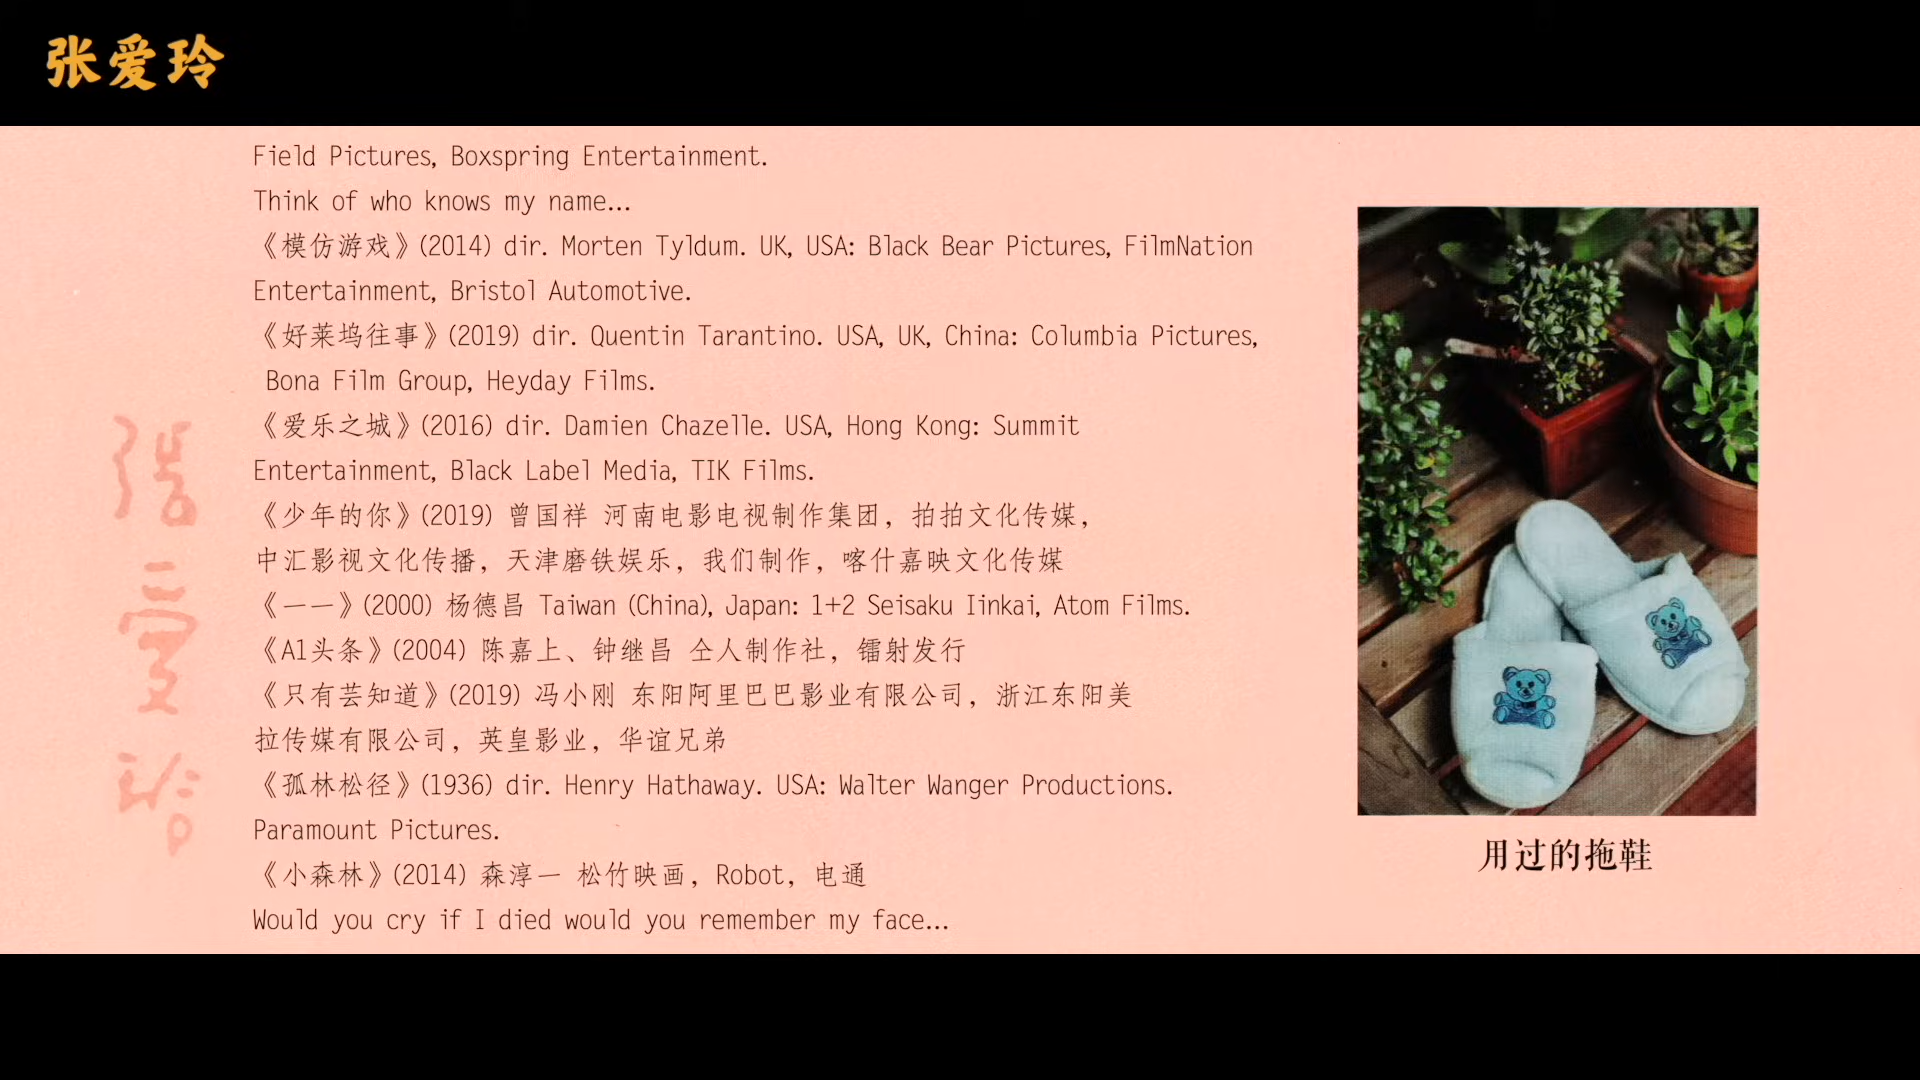 张爱玲
Field Pictures, Boxspring Entertainment.
Think of who knows my name...
《模仿游戏》(2014) dir. Morten Tyldum. UK, USA: Black Bear Pictures, FilmNation
Entertainment, Bristol Automotive.
《好莱坞往事》(2019) dir. Quentin Tarantino. USA, UK, China: Columbia Pictures,
Bona Film Group, Heyday Films.
《爱乐之城》(2016) dir. Damien Chazelle. USA, Hong Kong: Summit
Entertainment, Black Label Media, TIK Films.
《少年的你》(2019) 曾国祥 河南电影电视制作集团，拍拍文化传媒，
中汇影视文化传播，天津磨铁娱乐，我们制作，喀什嘉映文化传媒
《一一》(2000) 杨德昌 Taiwan (China), Japan: 1+2 Seisaku Iinkai, Atom Films.
《A1头条》(2004) 陈嘉上、钟继昌 仝人制作社，镭射发行
《只有芸知道》(2019) 冯小刚 东阳阿里巴巴影业有限公司，浙江东阳美
拉传媒有限公司，英皇影业，华谊兄弟
《孤林松径》(1936) dir. Henry Hathaway. USA: Walter Wanger Productions.
Paramount Pictures.
《小森林》(2014) 森淳一 松竹映画，Robot，电通
Would you cry if I died would you remember my face...
张爱玲
用过的拖鞋